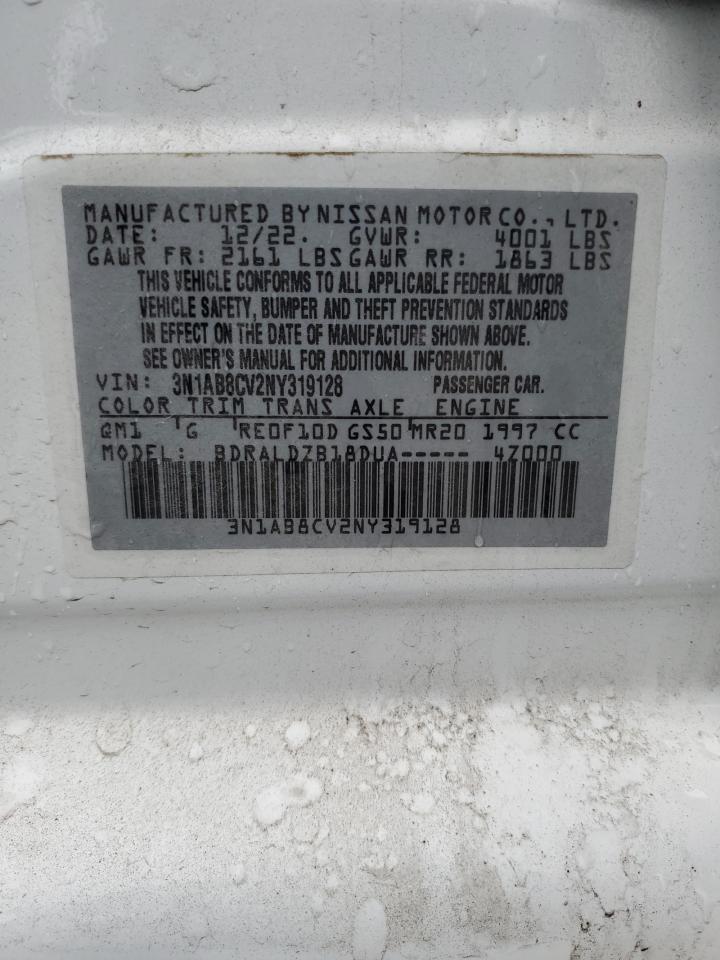 MANUFACTURED BY NISSAN MOTOR CO., LTD.
DATE: 12/22. GVWR: 4001 LBS
GAWR FR: 2161 LBS GAWR RR: 1863 LBS
THIS VEHICLE CONFORMS TO ALL APPLICABLE FEDERAL MOTOR
VEHICLE SAFETY, BUMPER AND THEFT PREVENTION STANDARDS
IN EFFECT ON THE DATE OF MANUFACTURE SHOWN ABOVE.
SEE OWNER'S MANUAL FOR ADDITIONAL INFORMATION.
VIN: 3N1AB8CV2NY319128 PASSENGER CAR.
COLOR TRIM TRANS AXLE ENGINE
QM1 G RE0F10D GS50 MR20 1997 CC
MODEL: BDRALDZB18DUA----- 4Z000
3N1AB8CV2NY319128